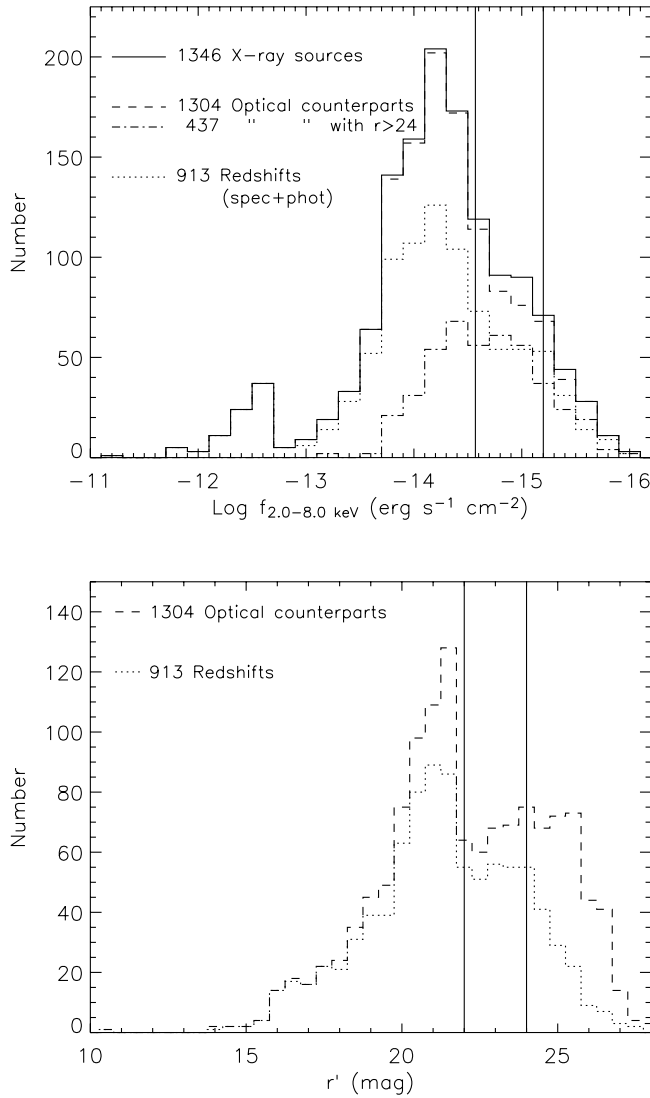 200
150
100
50
0
Number
1346 X-ray sources
1304 Optical counterparts
437 " " with r>24
913 Redshifts
(spec+phot)
-11 -12 -13 -14 -15 -16
Log f2.0-8.0 keV (erg s-1 cm-2)
140
120
100
80
60
40
20
0
Number
1304 Optical counterparts
913 Redshifts
10 15 20 25
r' (mag)